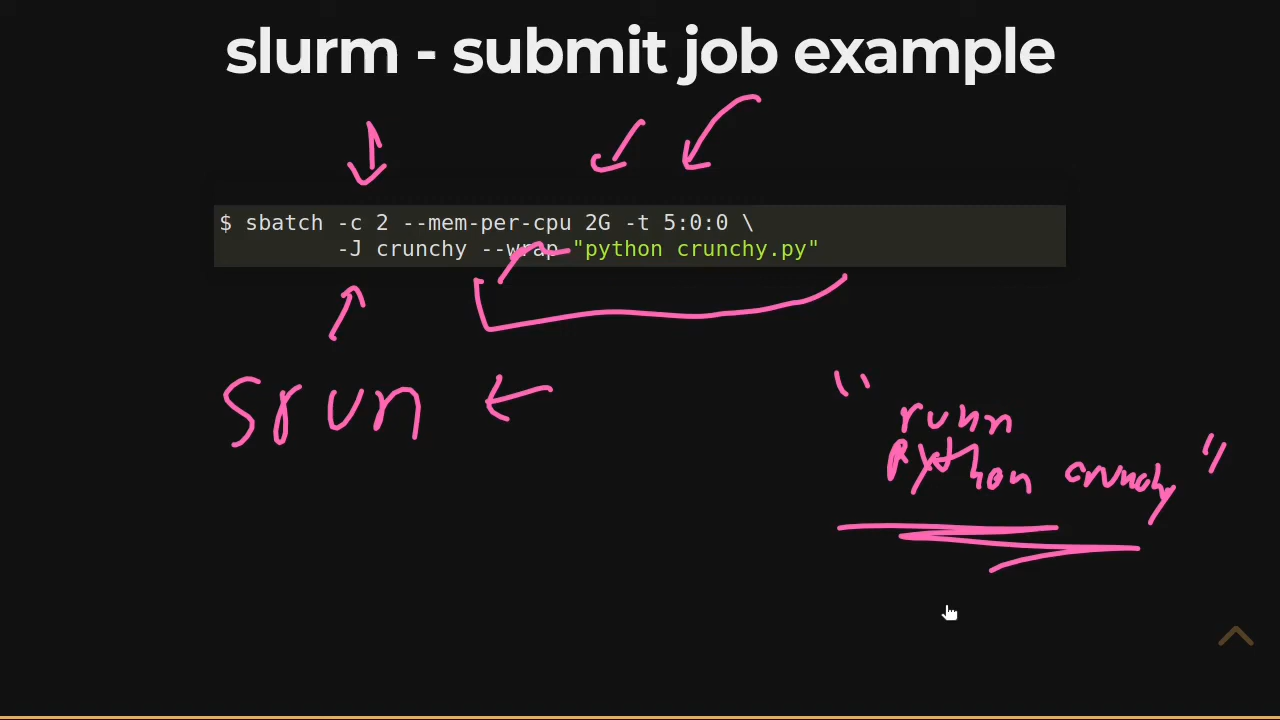 slurm - submit job example
$ sbatch -c 2 --mem-per-cpu 2G -t 5:0:0 \
-J crunchy --wrap "python crunchy.py"
srun
" runn
python crunchy "